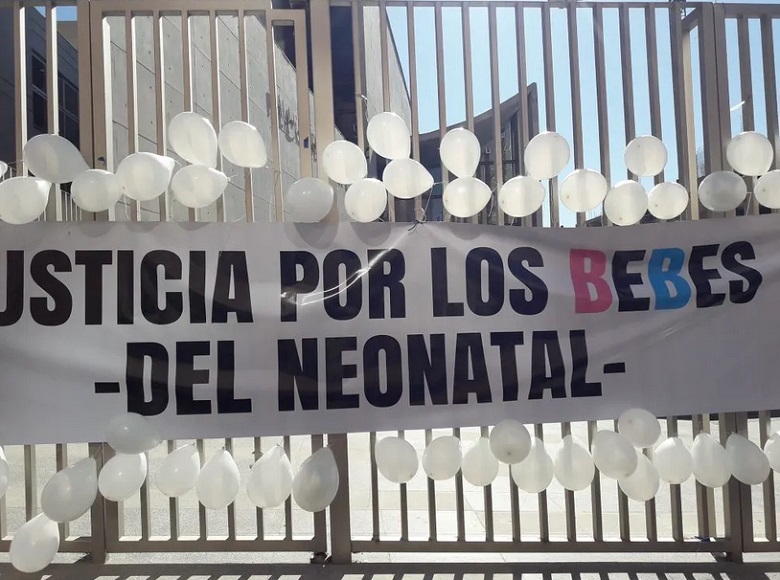 USTICIA POR LOS BEBES
-DEL NEONATAL-